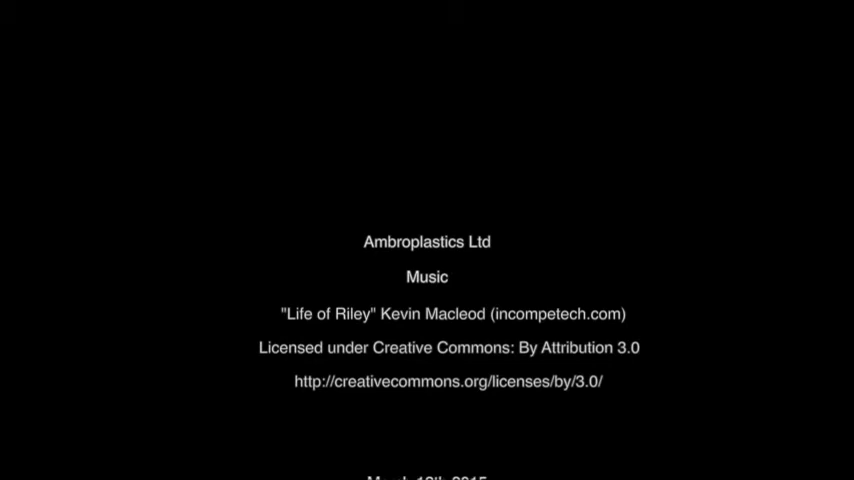 Ambroplastics Ltd
Music
"Life of Riley" Kevin Macleod (incompetech.com)
Licensed under Creative Commons: By Attribution 3.0
http://creativecommons.org/licenses/by/3.0/
2015